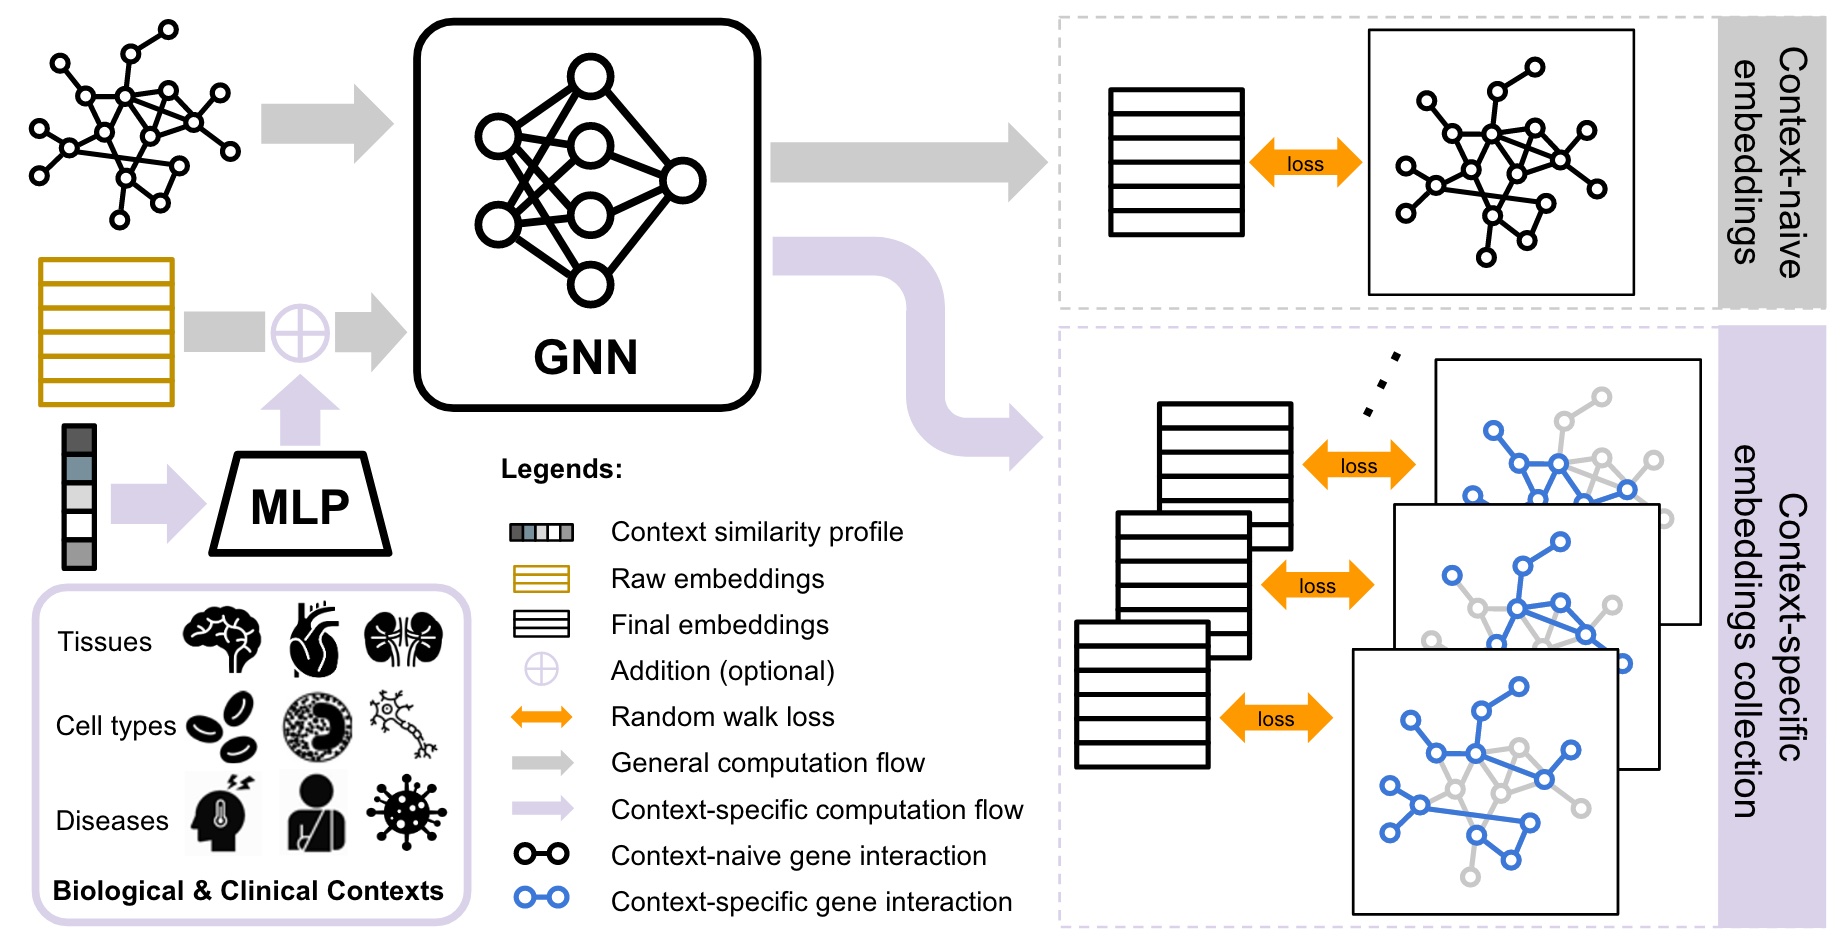 GNN
MLP
Tissues
Cell types
Diseases
Biological & Clinical Contexts
Legends:
Context similarity profile
Raw embeddings
Final embeddings
Addition (optional)
Random walk loss
General computation flow
Context-specific computation flow
Context-naive gene interaction
Context-specific gene interaction
loss
Context-naive
embeddings
loss
loss
loss
Context-specific
embeddings collection